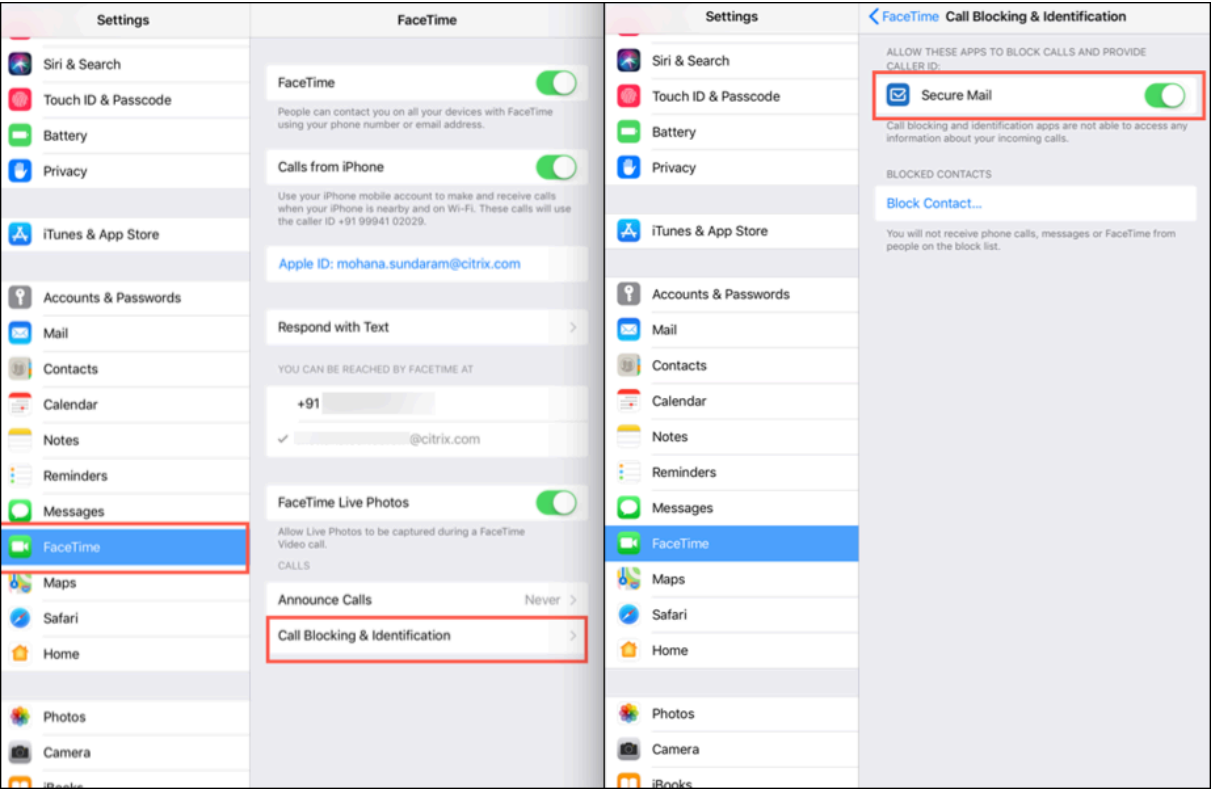 Settings
Siri & Search
Touch ID & Passcode
Battery
Privacy
iTunes & App Store
Accounts & Passwords
Mail
Contacts
Calendar
Notes
Reminders
Messages
FaceTime
Maps
Safari
Home
Photos
Camera
iBooks
FaceTime
FaceTime
People can contact you on all your devices with FaceTime
using your phone number or email address.
Calls from iPhone
Use your iPhone mobile account to make and receive calls
when your iPhone is nearby and on Wi-Fi. These calls will use
the caller ID +91 99941 02029.
Apple ID: mohana.sundaram@citrix.com
Respond with Text
YOU CAN BE REACHED BY FACETIME AT
+91
@citrix.com
FaceTime Live Photos
Allow Live Photos to be captured during a FaceTime
Video call.
CALLS
Announce Calls Never
Call Blocking & Identification
Settings
Siri & Search
Touch ID & Passcode
Battery
Privacy
iTunes & App Store
Accounts & Passwords
Mail
Contacts
Calendar
Notes
Reminders
Messages
FaceTime
Maps
Safari
Home
Photos
Camera
iBooks
FaceTime Call Blocking & Identification
ALLOW THESE APPS TO BLOCK CALLS AND PROVIDE
CALLER ID:
Secure Mail
Call blocking and identification apps are not able to access any
information about your incoming calls.
BLOCKED CONTACTS
Block Contact...
You will not receive phone calls, messages or FaceTime from
people on the block list.